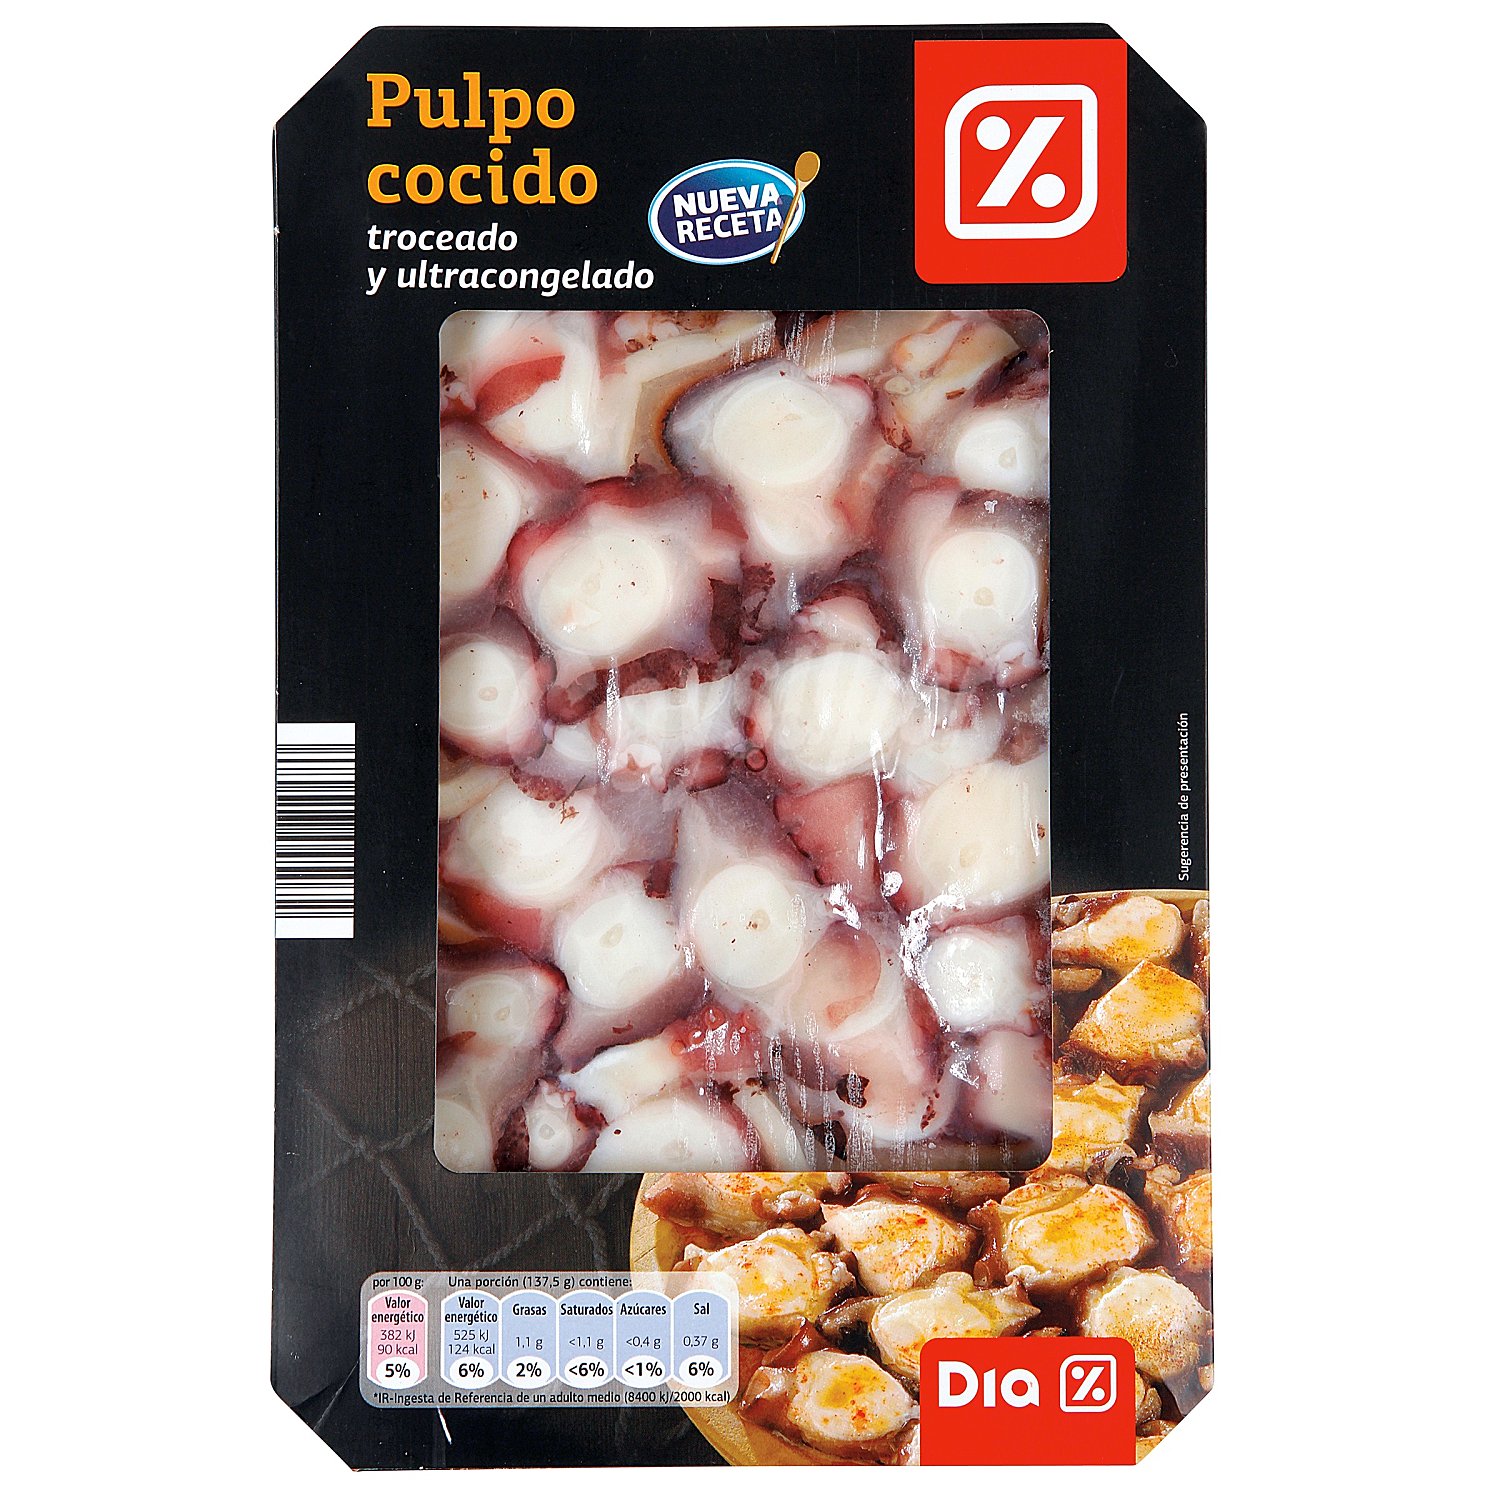 Pulpo
cocido
troceado
y ultracongelado
NUEVA
RECETA
Sugerencia de presentación
por 100 g: Una porción (137,5 g) contiene:
Valor energético 382 kJ 90 kcal 5%
Valor energético 525 kJ 124 kcal 6%
Grasas 1,1 g 2%
Saturados <1,1 g <6%
Azúcares <0,4 g <1%
Sal 0,37 g 6%
*IR-Ingesta de Referencia de un adulto medio (8400 kJ/2000 kcal)
Dia %